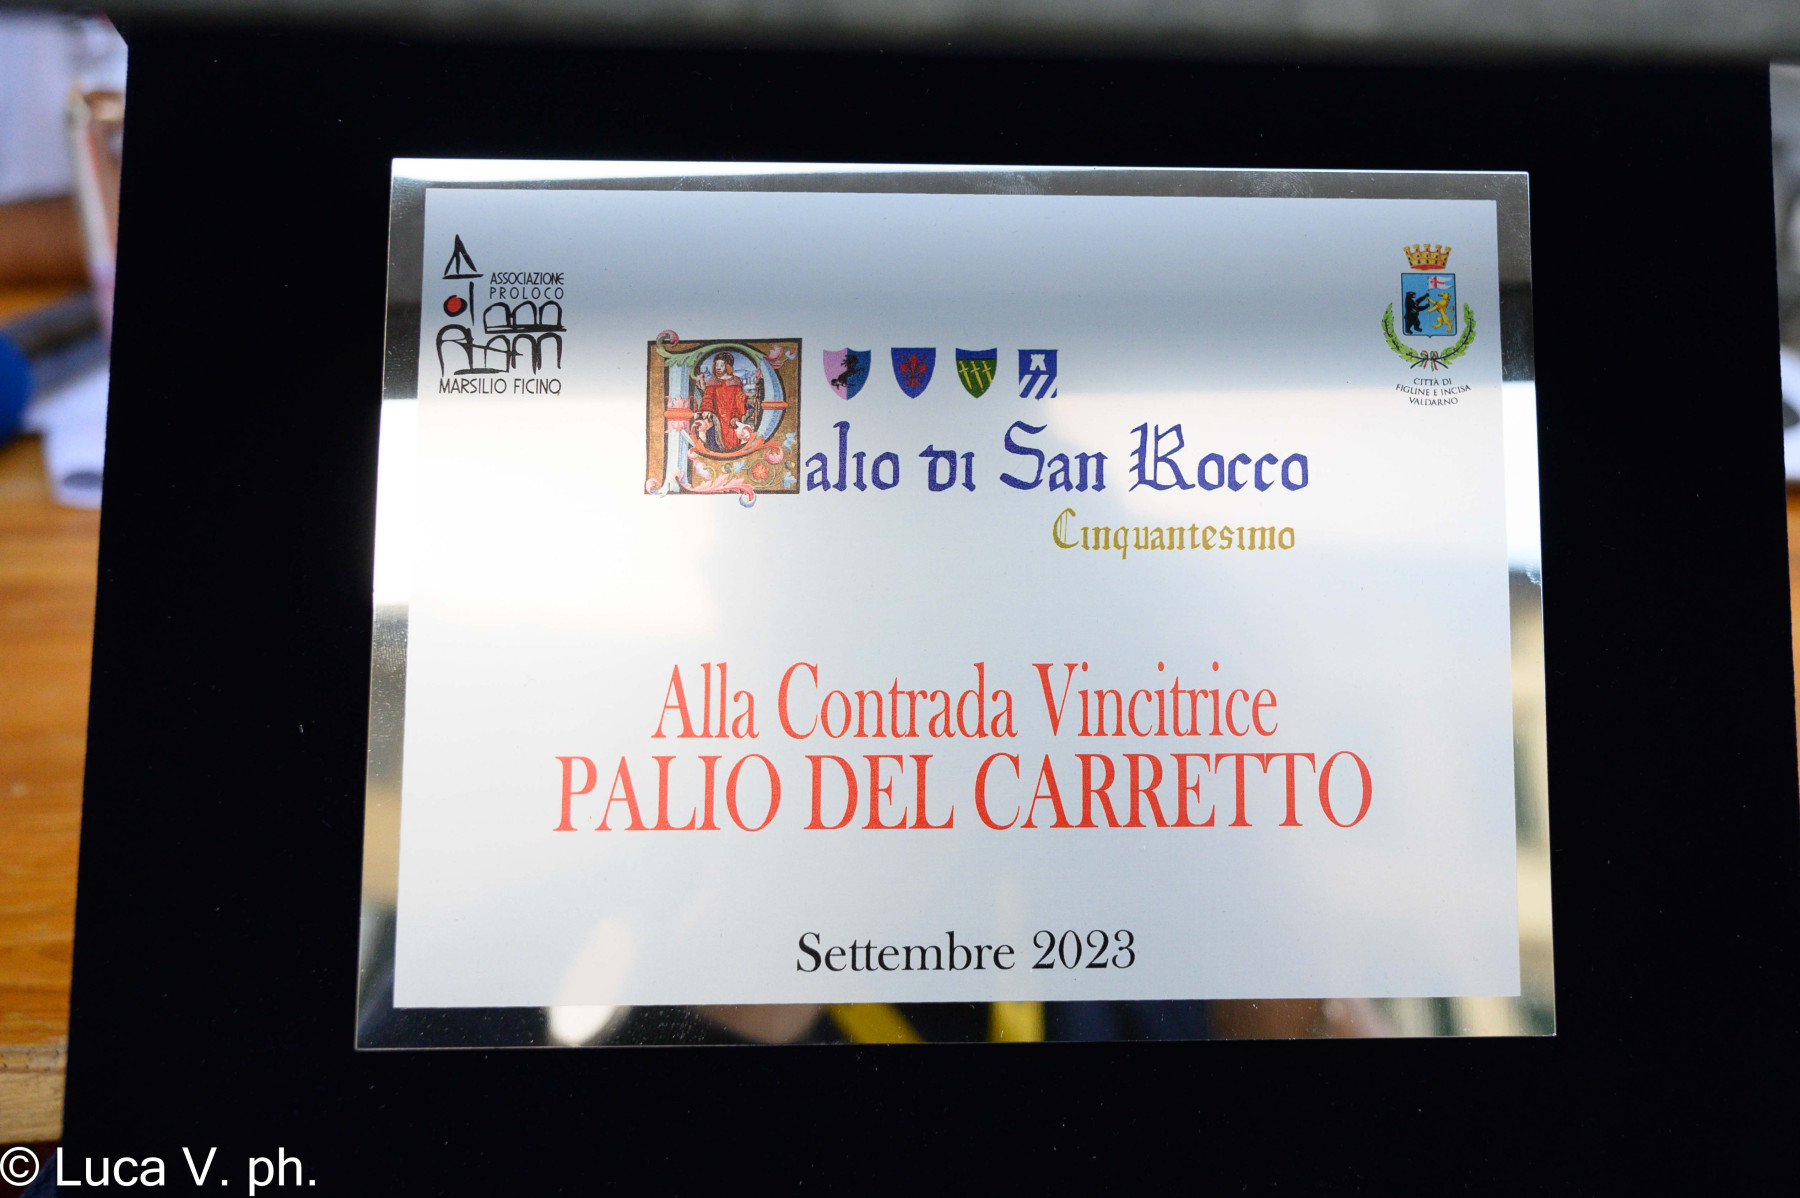 ASSOCIAZIONE
PROLOCO
MARSILIO FICINO
CITTÀ DI
FIGLINE E INCISA
VALDARNO
Palio di San Rocco
Cinquantesimo
Alla Contrada Vincitrice
PALIO DEL CARRETTO
Settembre 2023
© Luca V. ph.